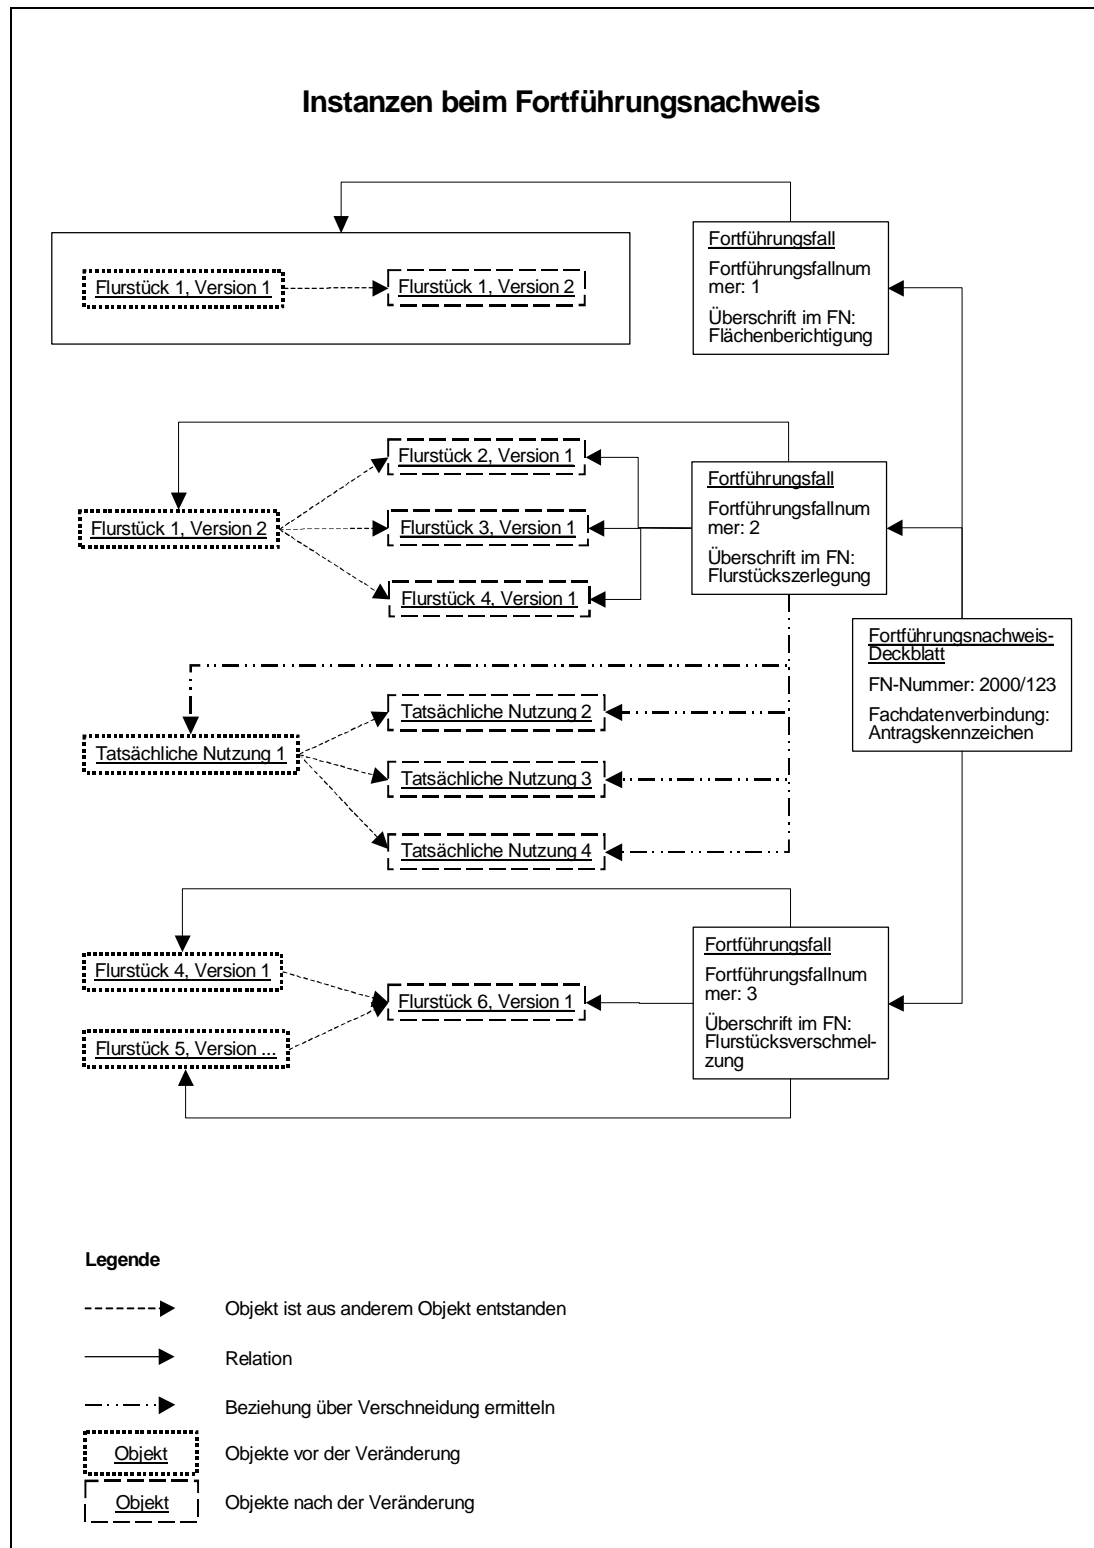 Instanzen beim Fortführungsnachweis
Flurstück 1, Version 1
Flurstück 1, Version 2
Fortführungsfall
Fortführungsfallnum
mer: 1
Überschrift im FN:
Flächenberichtigung
Flurstück 1, Version 2
Flurstück 2, Version 1
Flurstück 3, Version 1
Flurstück 4, Version 1
Fortführungsfall
Fortführungsfallnum
mer: 2
Überschrift im FN:
Flurstückszerlegung
Fortführungsnachweis-
Deckblatt
FN-Nummer: 2000/123
Fachdatenverbindung:
Antragskennzeichen
Tatsächliche Nutzung 1
Tatsächliche Nutzung 2
Tatsächliche Nutzung 3
Tatsächliche Nutzung 4
Flurstück 4, Version 1
Flurstück 5, Version ...
Flurstück 6, Version 1
Fortführungsfall
Fortführungsfallnum
mer: 3
Überschrift im FN:
Flurstücksverschmel-
zung
Legende
Objekt ist aus anderem Objekt entstanden
Relation
Beziehung über Verschneidung ermitteln
Objekt Objekte vor der Veränderung
Objekt Objekte nach der Veränderung